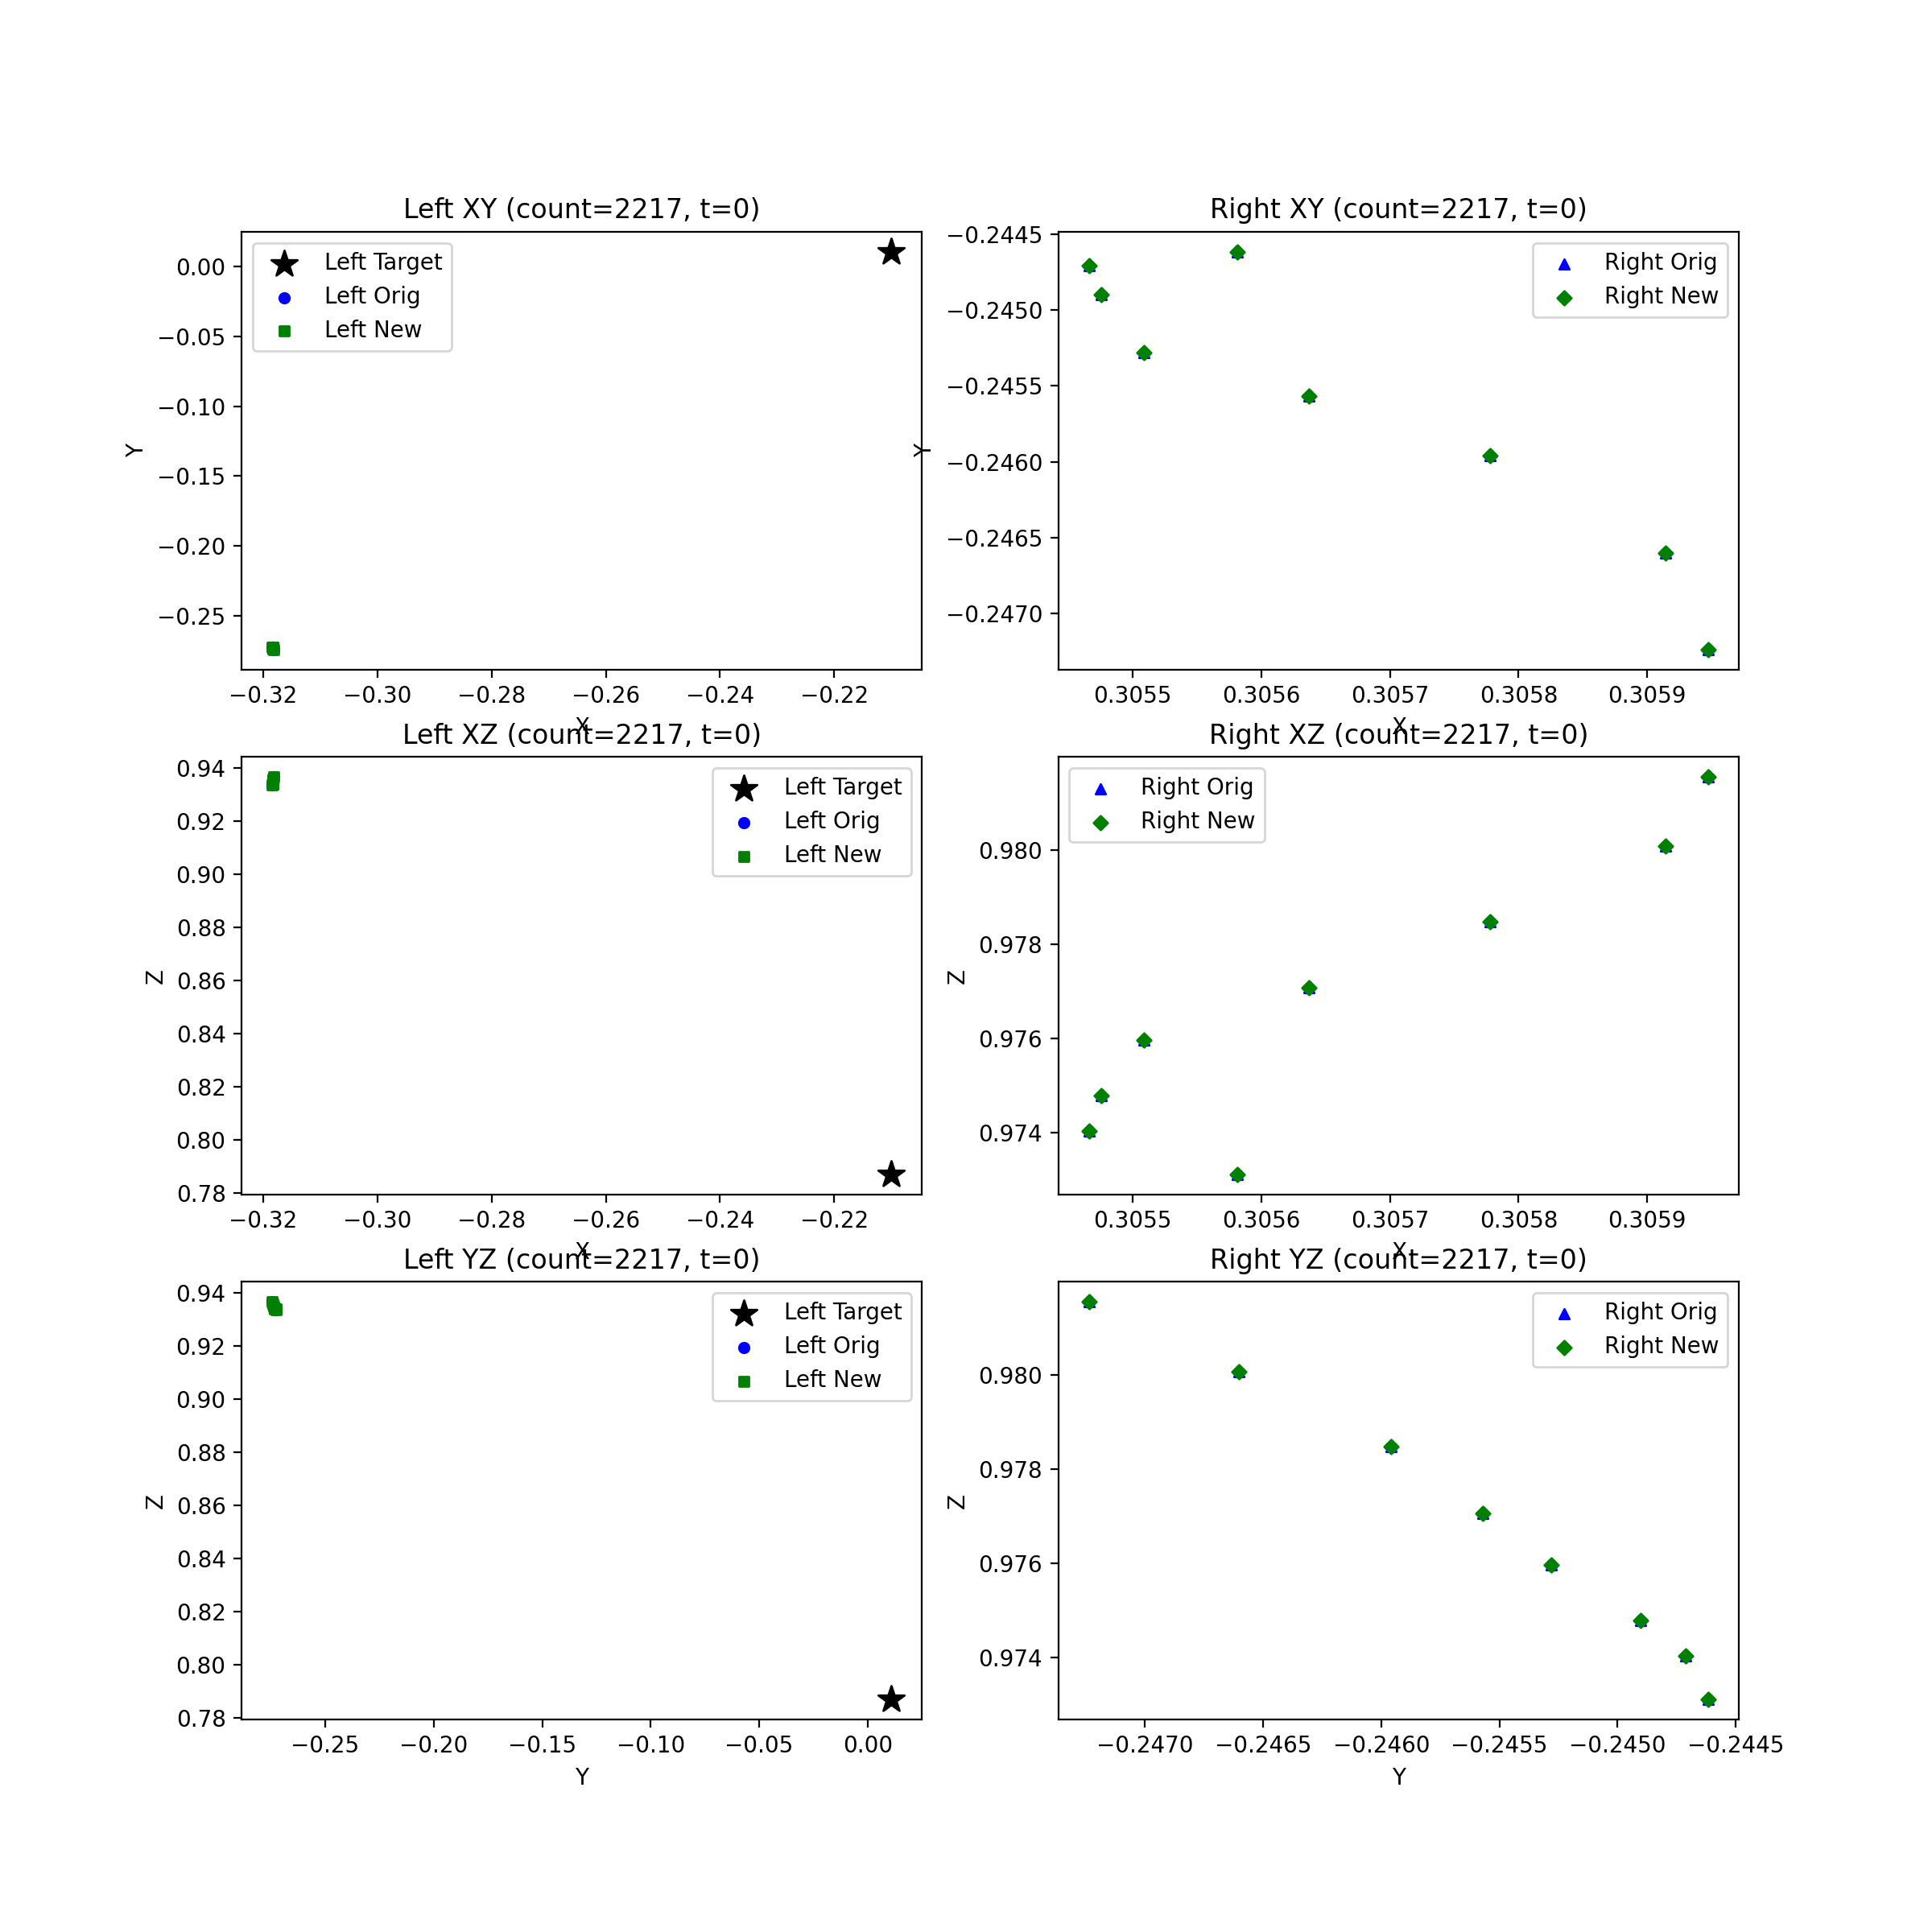 Left XY (count=2217, t=0)
Left Target
Left Orig
Left New
0.00
−0.05
−0.10
−0.15
−0.20
−0.25
Y
−0.32
−0.30
−0.28
−0.26
−0.24
−0.22
X
Right XY (count=2217, t=0)
Right Orig
Right New
−0.2445
−0.2450
−0.2455
−0.2460
−0.2465
−0.2470
Y
0.3055
0.3056
0.3057
0.3058
0.3059
X
Left XZ (count=2217, t=0)
Left Target
Left Orig
Left New
0.94
0.92
0.90
0.88
0.86
0.84
0.82
0.80
0.78
Z
−0.32
−0.30
−0.28
−0.26
−0.24
−0.22
X
Right XZ (count=2217, t=0)
Right Orig
Right New
0.980
0.978
0.976
0.974
Z
0.3055
0.3056
0.3057
0.3058
0.3059
X
Left YZ (count=2217, t=0)
Left Target
Left Orig
Left New
0.94
0.92
0.90
0.88
0.86
0.84
0.82
0.80
0.78
Z
−0.25
−0.20
−0.15
−0.10
−0.05
0.00
Y
Right YZ (count=2217, t=0)
Right Orig
Right New
0.980
0.978
0.976
0.974
Z
−0.2470
−0.2465
−0.2460
−0.2455
−0.2450
−0.2445
Y